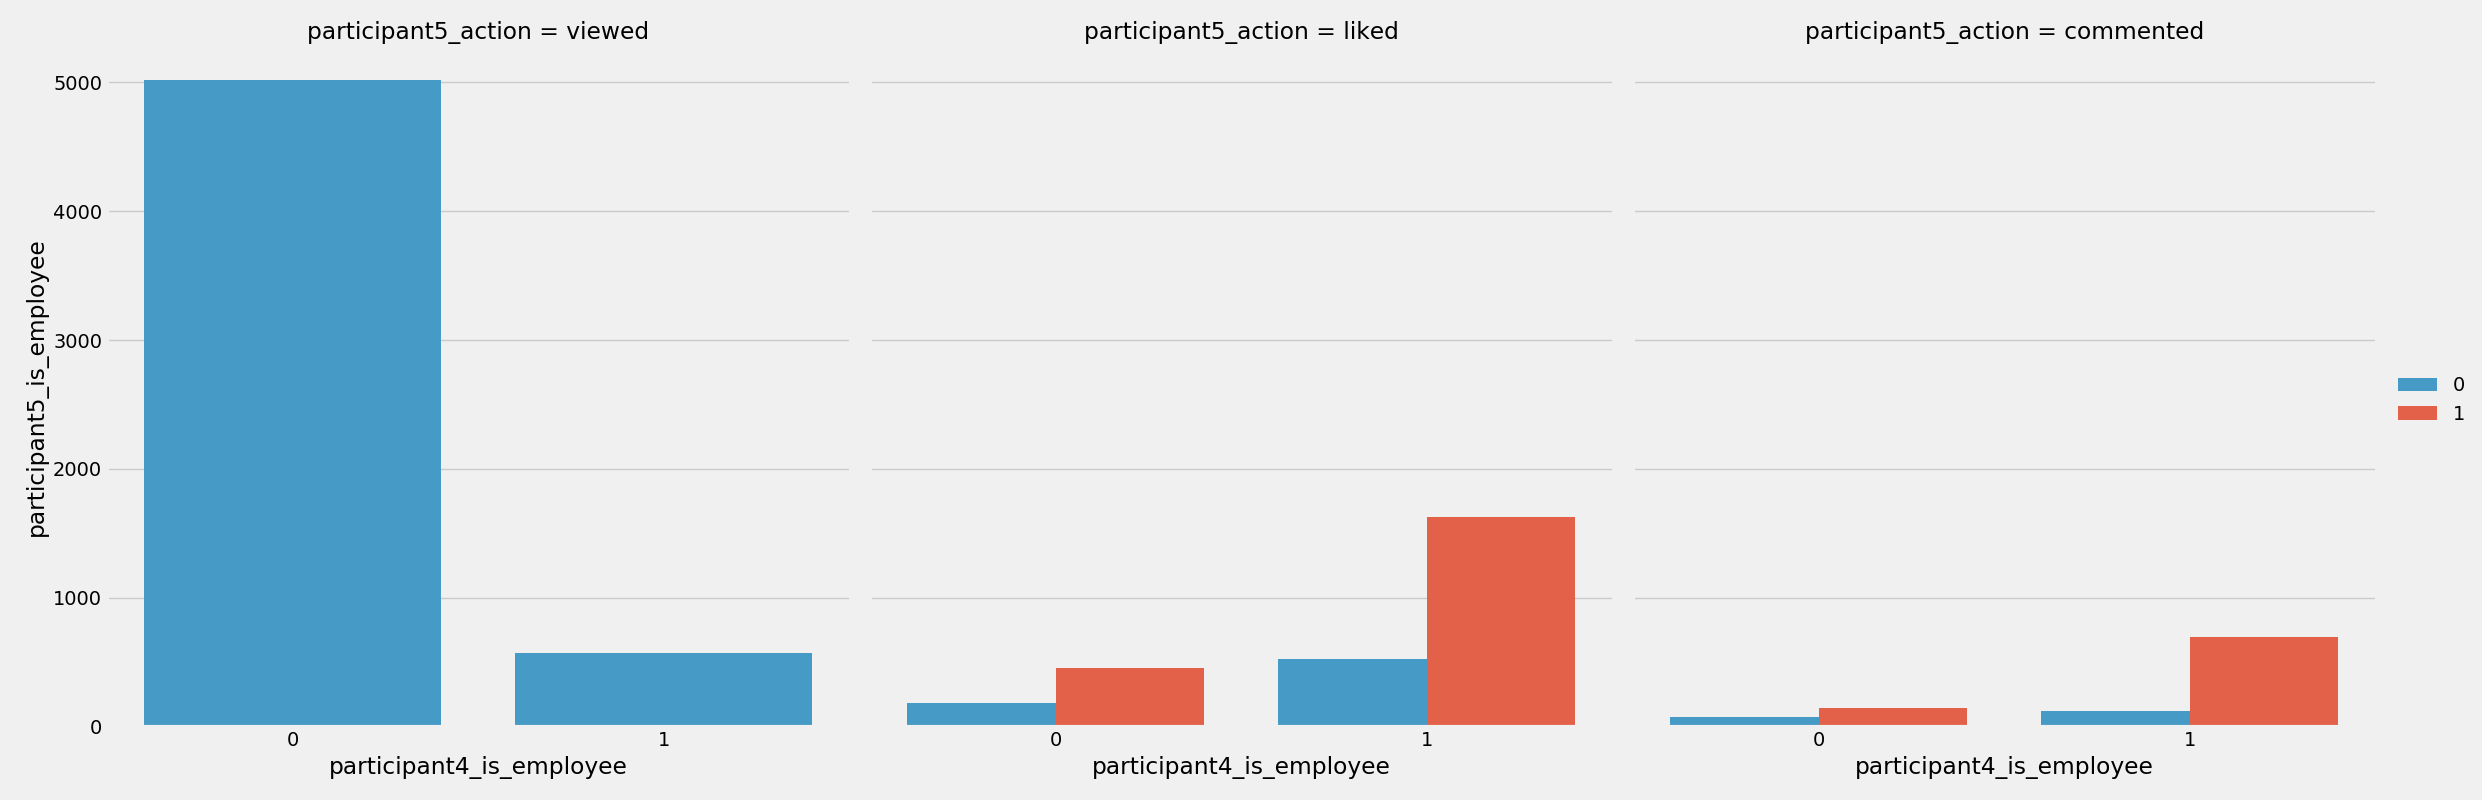 participant5_action = viewed
participant5_action = liked
participant5_action = commented
participant5_is_employee
5000
4000
3000
2000
1000
0
0
1
0
1
0
1
participant4_is_employee
participant4_is_employee
participant4_is_employee
0
1